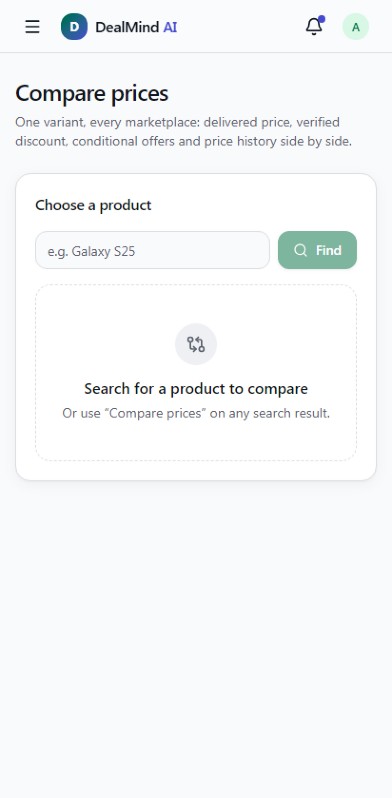 D DealMind AI A
Compare prices
One variant, every marketplace: delivered price, verified
discount, conditional offers and price history side by side.
Choose a product
e.g. Galaxy S25 Find
Search for a product to compare
Or use “Compare prices” on any search result.